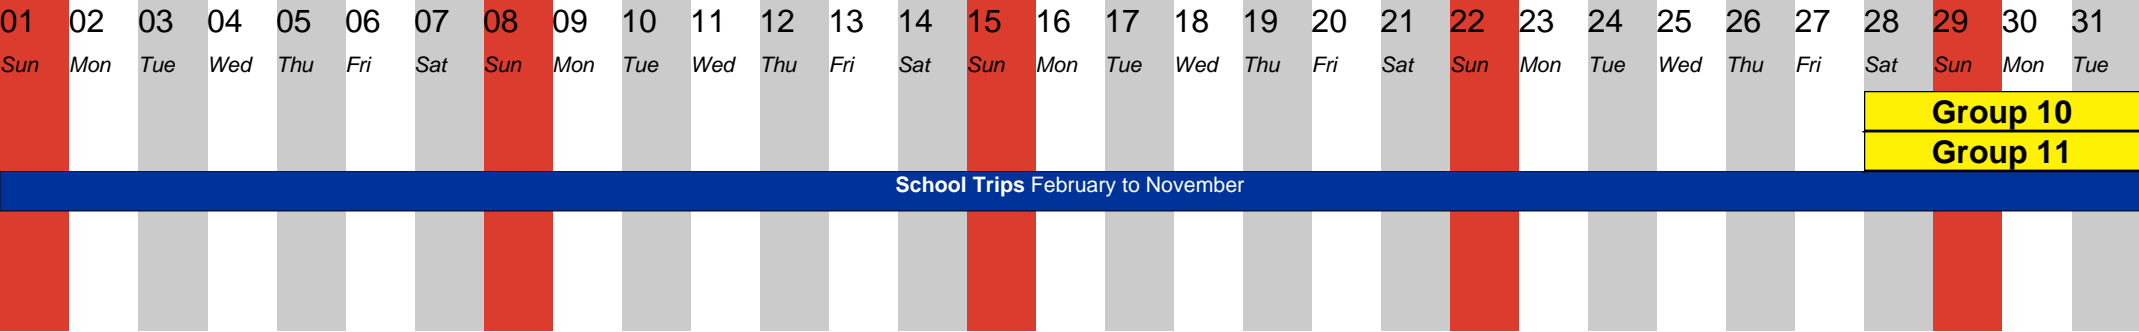 01 02 03 04 05 06 07 08 09 10 11 12 13 14 15 16 17 18 19 20 21 22 23 24 25 26 27 28 29 30 31
Sun Mon Tue Wed Thu Fri Sat Sun Mon Tue Wed Thu Fri Sat Sun Mon Tue Wed Thu Fri Sat Sun Mon Tue Wed Thu Fri Sat Sun Mon Tue
Group 10
Group 11
School Trips February to November